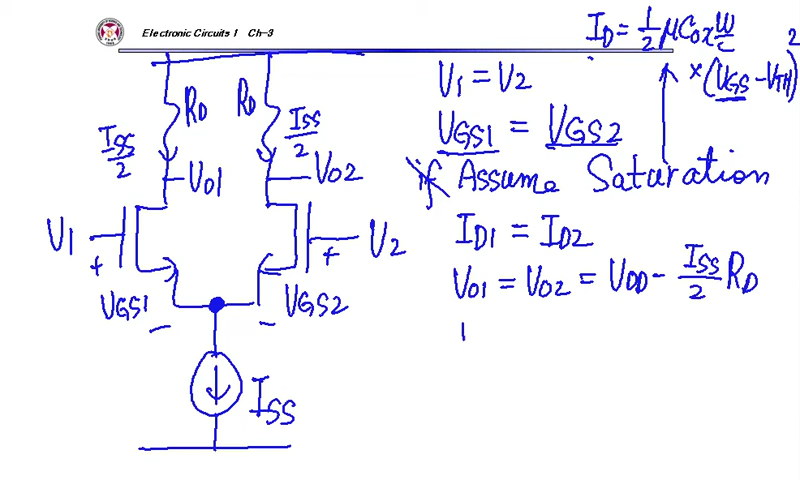 Electronic Circuits 1 Ch-3
I_D = 1/2 μCox W/L
× (VGS - VTH)²
V1 = V2
VGS1 = VGS2
if Assume Saturation
ID1 = ID2
VO1 = VO2 = VDD - ISS/2 RD
RD
RD
ISS/2
ISS/2
VO1
VO2
V1
+
+
V2
VGS1
VGS2
-
-
ISS